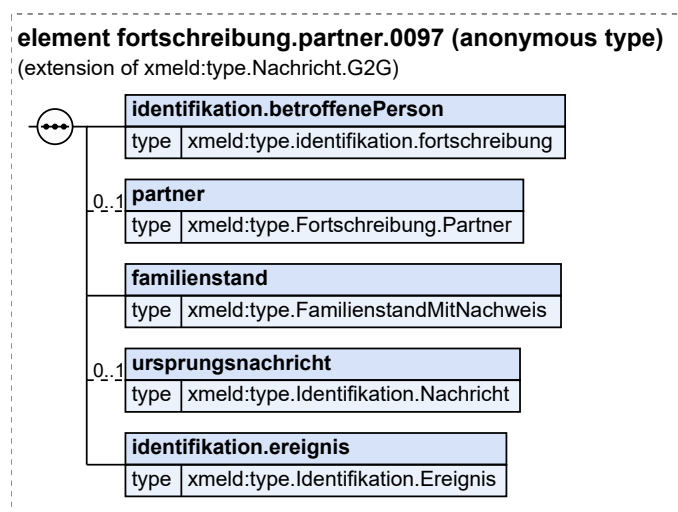 element fortschreibung.partner.0097 (anonymous type)
(extension of xmeld:type.Nachricht.G2G)
identifikation.betroffenePerson
type xmeld:type.identifikation.fortschreibung
0..1 partner
type xmeld:type.Fortschreibung.Partner
familienstand
type xmeld:type.FamilienstandMitNachweis
0..1 ursprungsnachricht
type xmeld:type.Identifikation.Nachricht
identifikation.ereignis
type xmeld:type.Identifikation.Ereignis